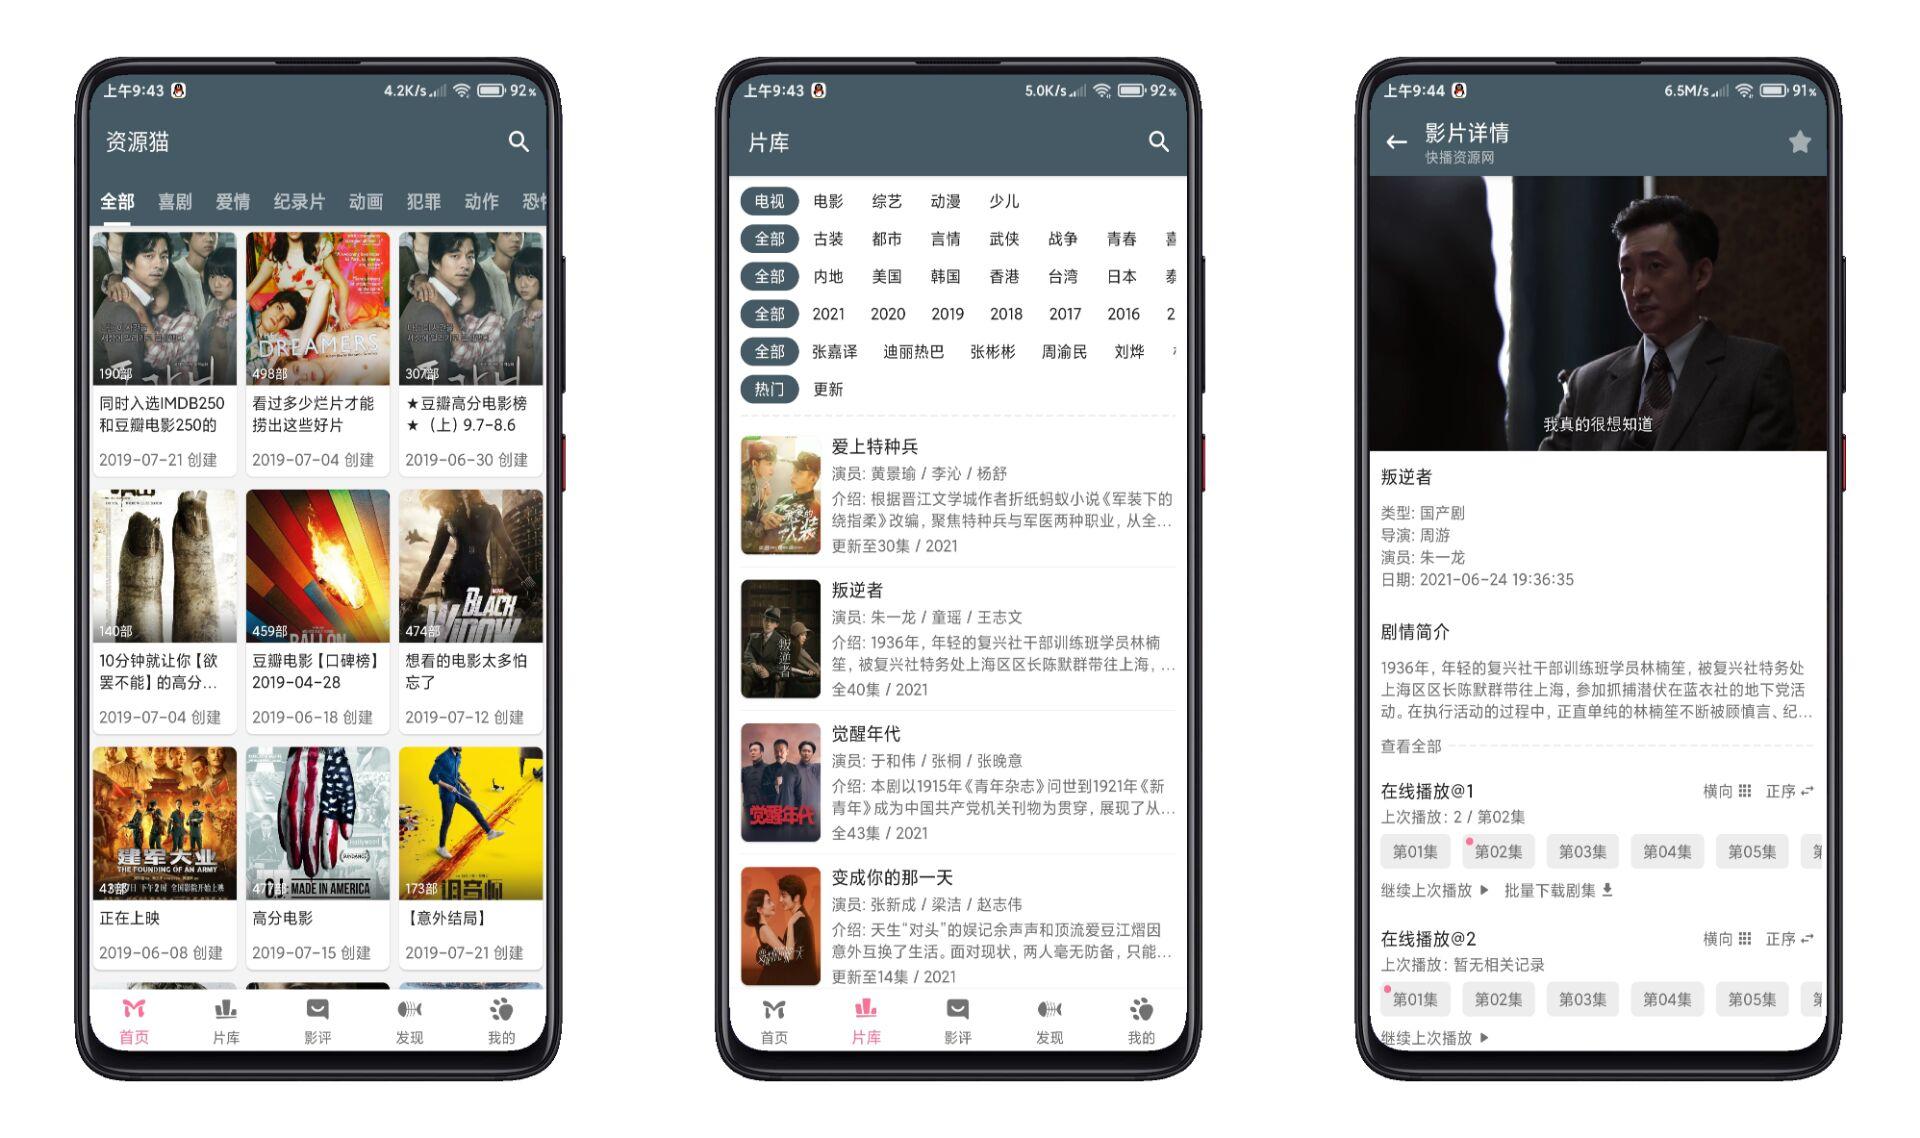 上午9:43
4.2K/s
92%
资源猫
全部 喜剧 爱情 纪录片 动画 犯罪 动作
190部
DREAMERS
498部
307部
同时入选IMDB250
和豆瓣电影250的
2019-07-21 创建
看过多少烂片才能
捞出这些好片
2019-07-04 创建
★豆瓣高分电影榜
★（上）9.7-8.6
2019-06-30 创建
140部
459部
BLACK
WIDOW
474部
10分钟就让你【欲
罢不能】的高分...
2019-07-04 创建
豆瓣电影【口碑榜】
2019-04-28
2019-06-18 创建
想看的电影太多怕
忘了
2019-07-12 创建
建军大业
THE FOUNDING OF AN ARMY
MADE IN AMERICA
477部
173部
正在上映
2019-06-08 创建
高分电影
2019-07-15 创建
【意外结局】
2019-07-21 创建
首页 片库 影评 发现 我的
上午9:43
5.0K/s
92%
片库
电视 电影 综艺 动漫 少儿
全部 古装 都市 言情 武侠 战争 青春
全部 内地 美国 韩国 香港 台湾 日本
全部 2021 2020 2019 2018 2017 2016
全部 张嘉译 迪丽热巴 张彬彬 周渝民 刘烨
热门 更新
爱上特种兵
演员: 黄景瑜 / 李沁 / 杨舒
介绍: 根据晋江文学城作者折纸蚂蚁小说《军装下的
绕指柔》改编，聚焦特种兵与军医两种职业，从全...
更新至30集 / 2021
叛逆者
叛逆者
演员: 朱一龙 / 童瑶 / 王志文
介绍: 1936年，年轻的复兴社干部训练班学员林楠
笙，被复兴社特务处上海区区长陈默群带往上海，...
全40集 / 2021
觉醒年代
觉醒年代
演员: 于和伟 / 张桐 / 张晚意
介绍: 本剧以1915年《青年杂志》问世到1921年《新
青年》成为中国共产党机关刊物为贯穿，展现了从...
全43集 / 2021
变成你的那一天
演员: 张新成 / 梁洁 / 赵志伟
介绍: 天生“对头”的娱记余声声和顶流爱豆江熠因
意外互换了生活。面对现状，两人毫无防备，只能...
更新至14集 / 2021
首页 片库 影评 发现 我的
上午9:44
6.5M/s
91%
影片详情
快播资源网
我真的很想知道
叛逆者
类型: 国产剧
导演: 周游
演员: 朱一龙
日期: 2021-06-24 19:36:35
剧情简介
1936年，年轻的复兴社干部训练班学员林楠笙，被复兴社特务处
上海区区长陈默群带往上海，参加抓捕潜伏在蓝衣社的地下党活
动。在执行活动的过程中，正直单纯的林楠笙不断被顾慎言、纪...
查看全部
在线播放@1 横向 正序
上次播放: 2 / 第02集
第01集 第02集 第03集 第04集 第05集
继续上次播放 批量下载剧集
在线播放@2 横向 正序
上次播放: 暂无相关记录
第01集 第02集 第03集 第04集 第05集
继续上次播放